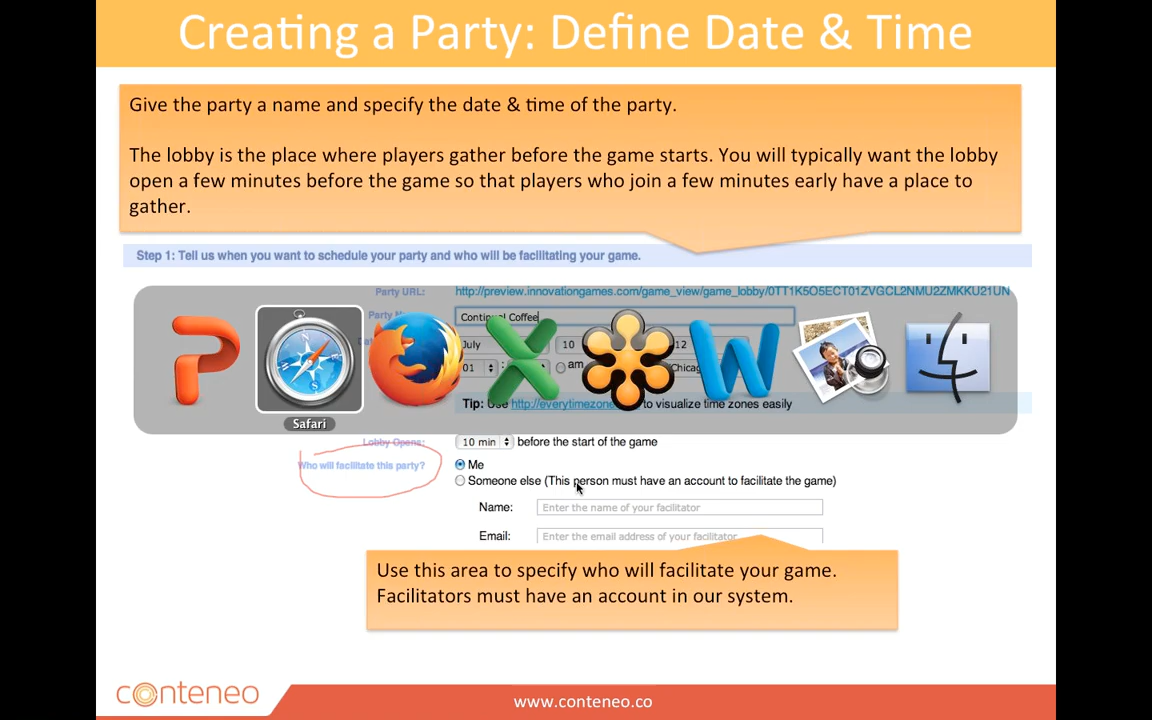 Creating a Party: Define Date & Time
Give the party a name and specify the date & time of the party.
The lobby is the place where players gather before the game starts. You will typically want the lobby
open a few minutes before the game so that players who join a few minutes early have a place to
gather.
Step 1: Tell us when you want to schedule your party and who will be facilitating your game.
Party URL: http://preview.innovationgames.com/game_view/game_lobby/0TT1K5O5ECT01ZVGCL2NMU2ZMKKU21UN
Party Coffee
July 10 12
01 : am Chicag
Safari
Tip: http://everytimezone to visualize time zones easily
Lobby Opens: 10 min before the start of the game
Who will facilitate this party? Me
Someone else (This person must have an account to facilitate the game)
Name: Enter the name of your facilitator
Email: Enter the email address of your facilitator
Use this area to specify who will facilitate your game.
Facilitators must have an account in our system.
conteneo
www.conteneo.co